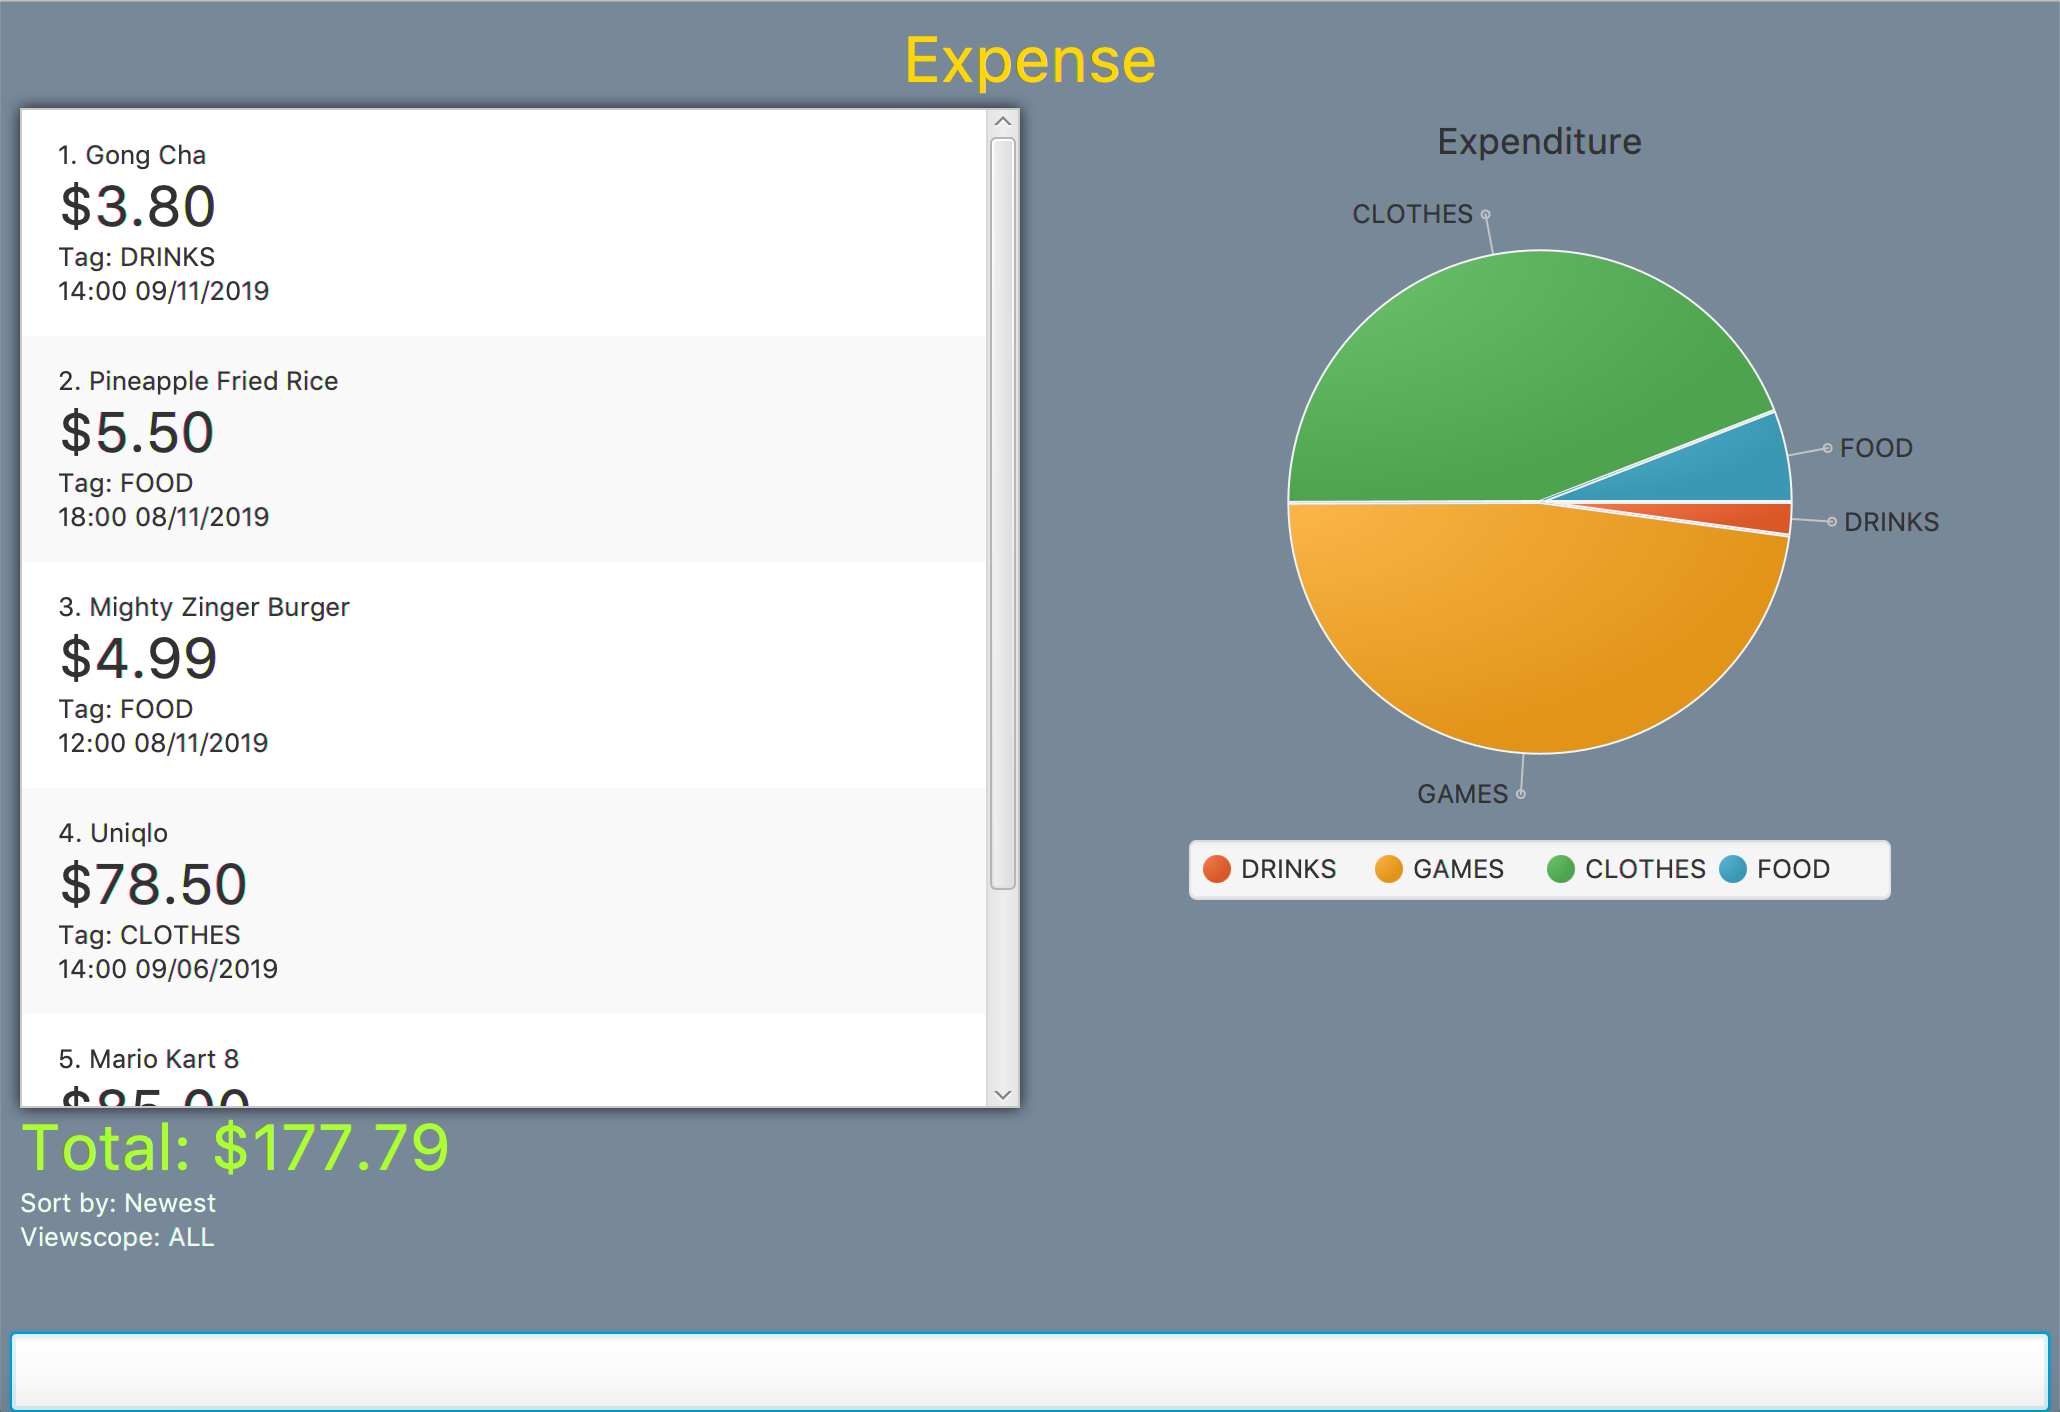 Expense
1. Gong Cha
$3.80
Tag: DRINKS
14:00 09/11/2019
2. Pineapple Fried Rice
$5.50
Tag: FOOD
18:00 08/11/2019
3. Mighty Zinger Burger
$4.99
Tag: FOOD
12:00 08/11/2019
4. Uniqlo
$78.50
Tag: CLOTHES
14:00 09/06/2019
5. Mario Kart 8
$85.00
Total: $177.79
Sort by: Newest
Viewscope: ALL
Expenditure
CLOTHES
FOOD
DRINKS
GAMES
DRINKS GAMES CLOTHES FOOD